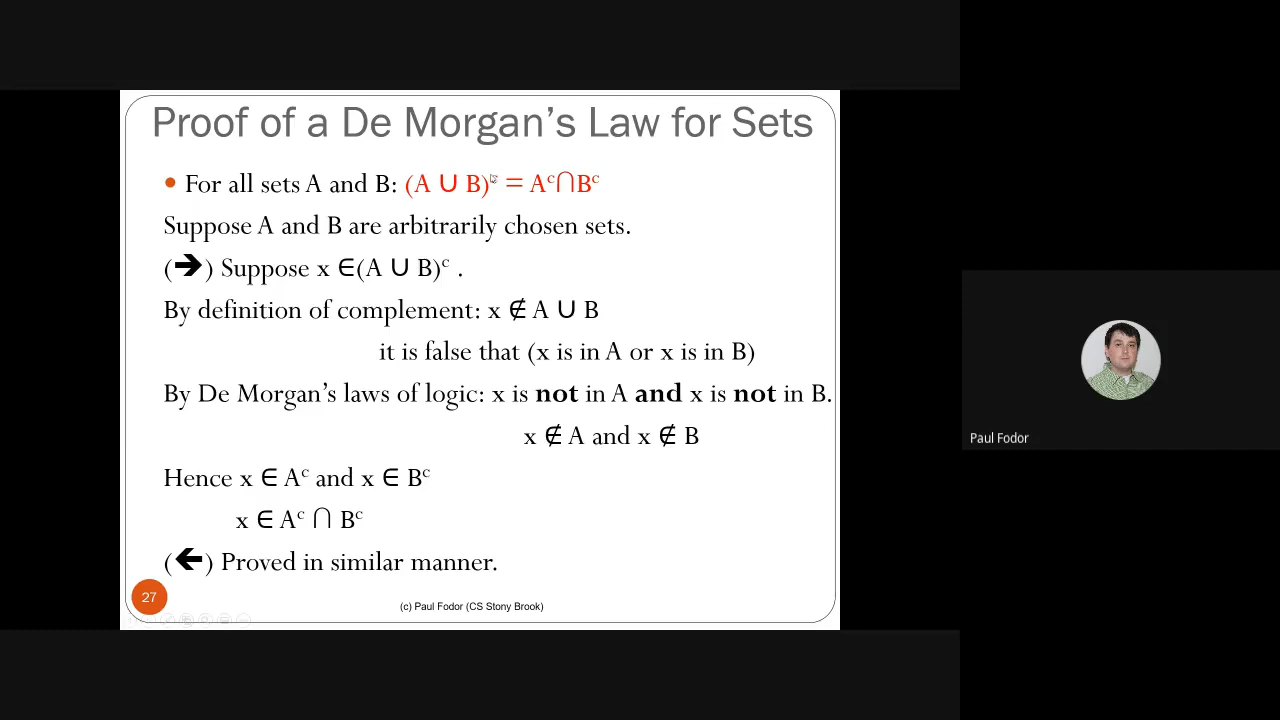 Proof of a De Morgan's Law for Sets
• For all sets A and B: (A ∪ B)ᶜ = Aᶜ∩Bᶜ
Suppose A and B are arbitrarily chosen sets.
(➔) Suppose x ∈(A ∪ B)ᶜ .
By definition of complement: x ∉ A ∪ B
it is false that (x is in A or x is in B)
By De Morgan's laws of logic: x is not in A and x is not in B.
x ∉ A and x ∉ B
Hence x ∈ Aᶜ and x ∈ Bᶜ
x ∈ Aᶜ ∩ Bᶜ
(🡸) Proved in similar manner.
27
(c) Paul Fodor (CS Stony Brook)
Paul Fodor